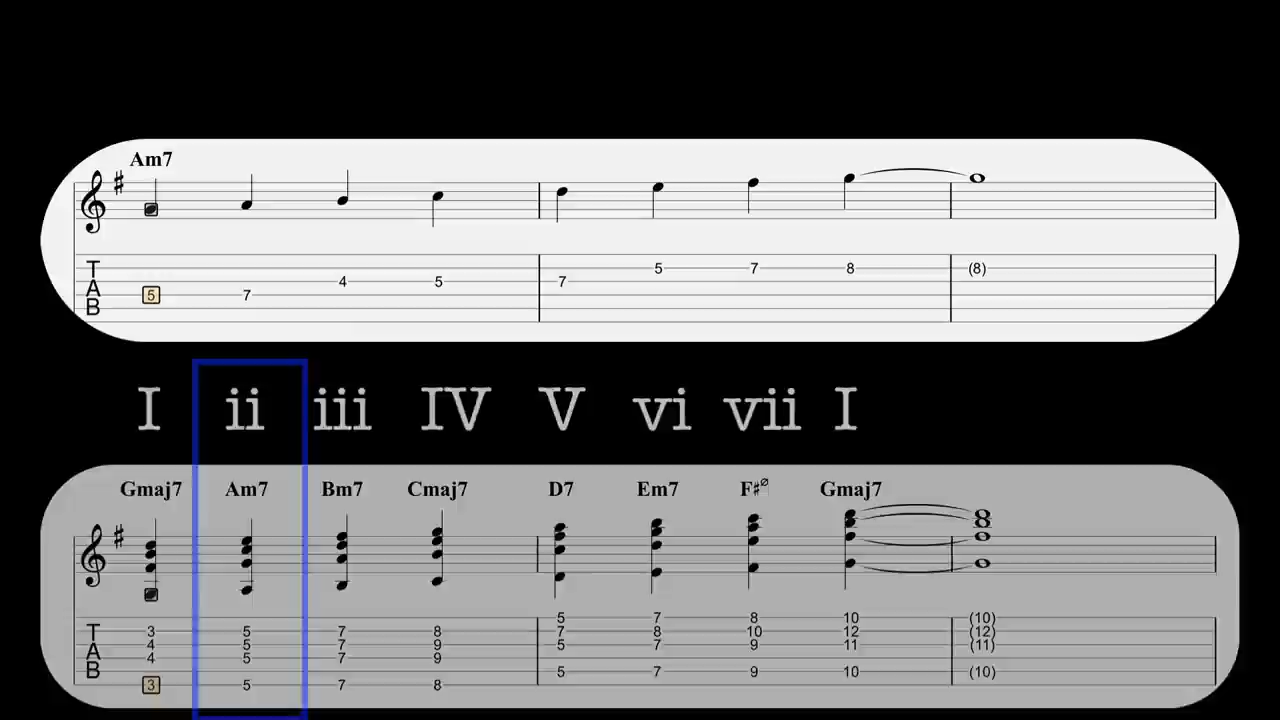 Am7
T 5 7 8 (8)
4 5 7
A 5 7
B
I ii iii IV V vi vii I
Gmaj7 Am7 Bm7 Cmaj7 D7 Em7 F#ø Gmaj7
5 7 8 10 (10)
T 3 5 7 8 7 8 10 12 (12)
4 5 7 9 5 7 9 11 (11)
A 4 5 7 9
B 5 7 9 10 (10)
3 5 7 8